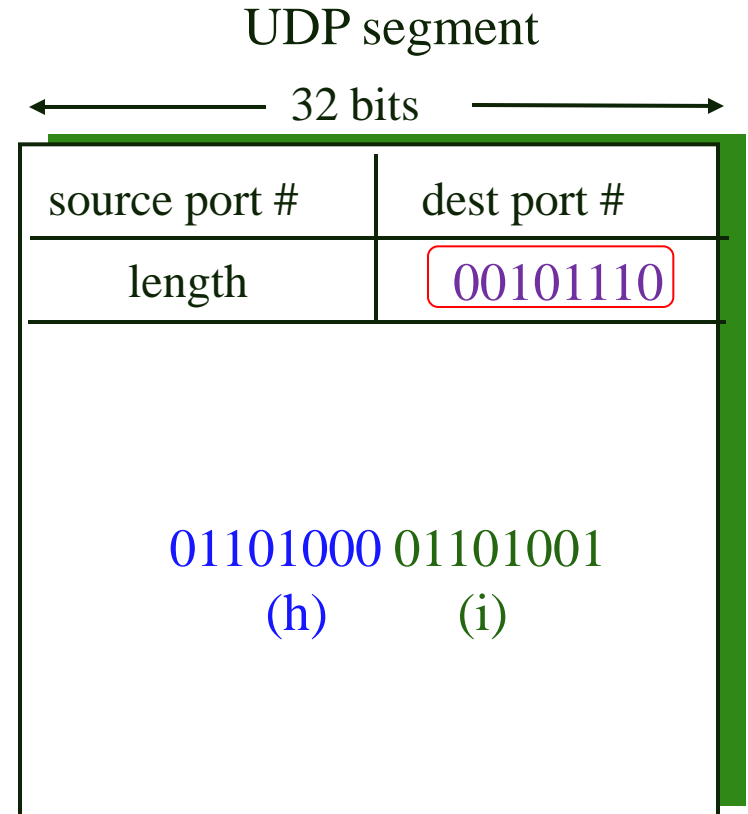 UDP segment
32 bits
source port # dest port #
length 00101110
01101000 01101001
(h) (i)